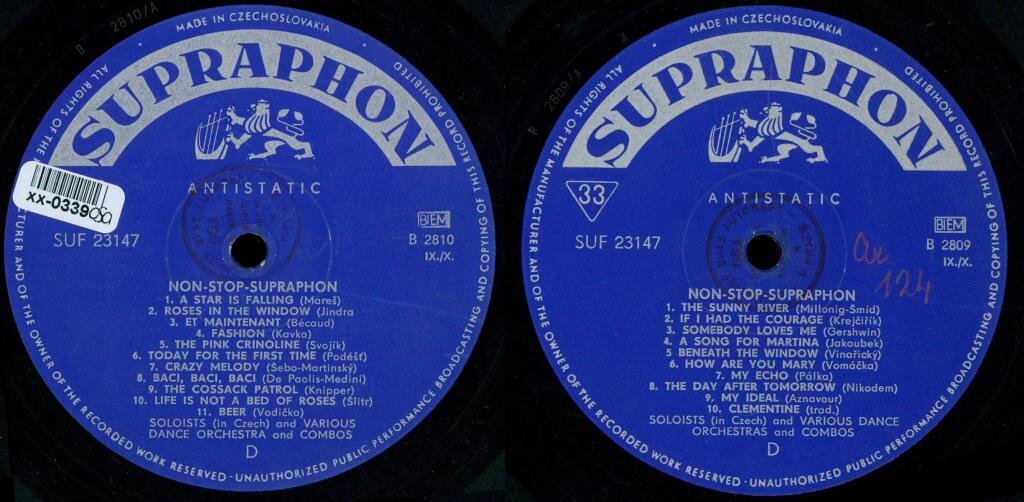 B 2810/A
MADE IN CZECHOSLOVAKIA
ALL RIGHTS OF THE MANUFACTURER AND OF THE OWNER OF THE RECORDED WORK RESERVED - UNAUTHORIZED PUBLIC PERFORMANCE BROADCASTING AND COPYING OF THIS RECORD PROHIBITED
SUPRAPHON
ANTISTATIC
xx-0339 050
SUF 23147
BIEM
B 2810
IX./X.
NON-STOP-SUPRAPHON
1. A STAR IS FALLING (Mareš)
2. ROSES IN THE WINDOW (Jindra
3. ET MAINTENANT (Bécaud)
4. FASHION (Kavka)
5. THE PINK CRINOLINE (Svojík)
6. TODAY FOR THE FIRST TIME (Poděšť)
7. CRAZY MELODY (Šebo-Martinský)
8. BACI, BACI, BACI (De Paolis-Medini)
9. THE COSSACK PATROL (Knipper)
10. LIFE IS NOT A BED OF ROSES (Šlitr)
11. BEER (Vodička)
SOLOISTS (in Czech) and VARIOUS
DANCE ORCHESTRA and COMBOS
D
B 2809/A
MADE IN CZECHOSLOVAKIA
ALL RIGHTS OF THE MANUFACTURER AND OF THE OWNER OF THE RECORDED WORK RESERVED - UNAUTHORIZED PUBLIC PERFORMANCE BROADCASTING AND COPYING OF THIS RECORD PROHIBITED
SUPRAPHON
33
ANTISTATIC
SUF 23147
BIEM
B 2809
IX./X.
124
NON-STOP-SUPRAPHON
1. THE SUNNY RIVER (Millonig-Smid)
2. IF I HAD THE COURAGE (Krejčiřík)
3. SOMEBODY LOVES ME (Gershwin)
4. A SONG FOR MARTINA (Jakoubek)
5 BENEATH THE WINDOW (Vinařický)
6. HOW ARE YOU MARY (Vomáčka)
7. MY ECHO (Pálka)
8. THE DAY AFTER TOMORROW (Nikodem)
9. MY IDEAL (Aznavour)
10. CLEMENTINE (trad.)
SOLOISTS (in Czech) and VARIOUS DANCE
ORCHESTRAS and COMBOS
D